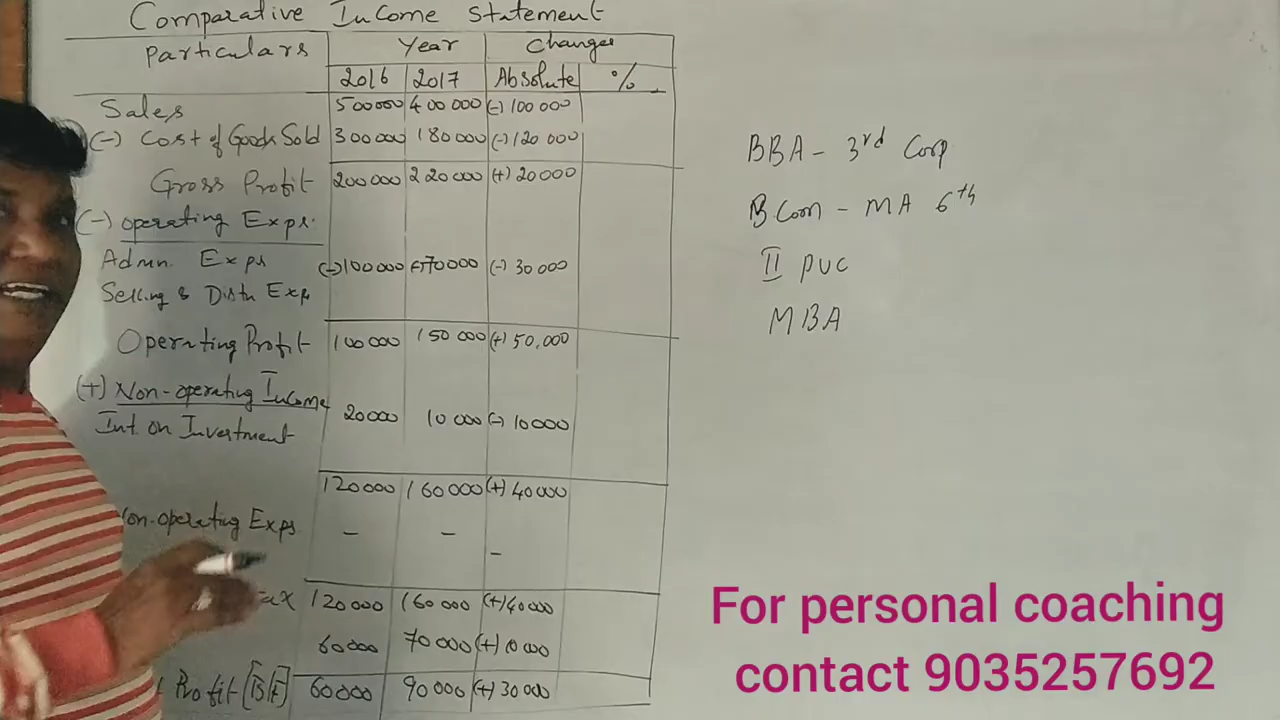 Comparative Income Statement
Particulars Year Changes
2016 2017 Absolute %
Sales 500000 400000 (-) 100000
(-) Cost of Goods Sold 300000 180000 (-) 120000
Gross Profit 200000 220000 (+) 20000
(-) Operating Exps.
Admn. Exps (-)100000 (-)70000 (-) 30000
Selling & Distn Exps
Operating Profit 100000 150000 (+) 50,000
(+) Non-operating Income
Int. on Investment 20000 10000 (-) 10000
120000 160000 (+) 40000
Non-operating Exps - - -
Tax 120000 160000 (+) 40000
60000 70000 (+) 10000
Profit [B/F] 60000 90000 (+) 30000
BBA - 3rd Corp
B Com - MA 6th
II PUC
MBA
For personal coaching
contact 9035257692